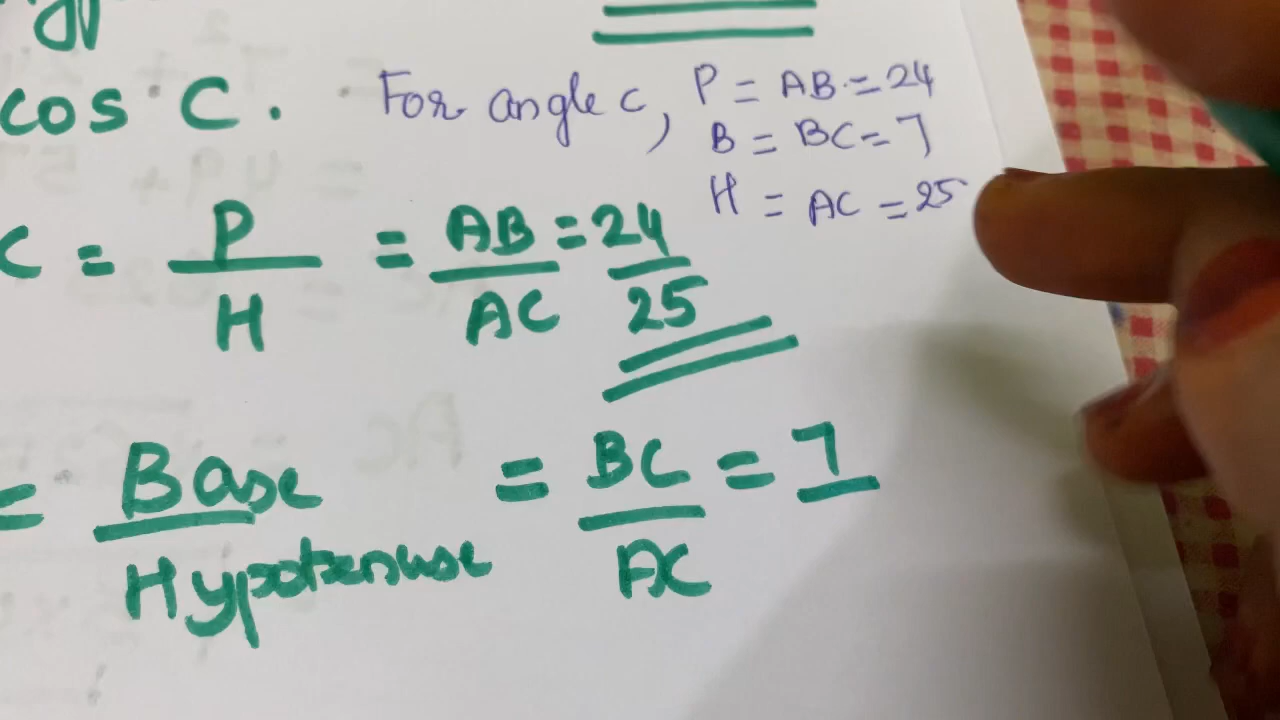 cos C. For angle C, P = AB = 24
B = BC = 7
H = AC = 25
C = P/H = AB/AC = 24/25
= Base/Hypotenuse = BC/AC = 7